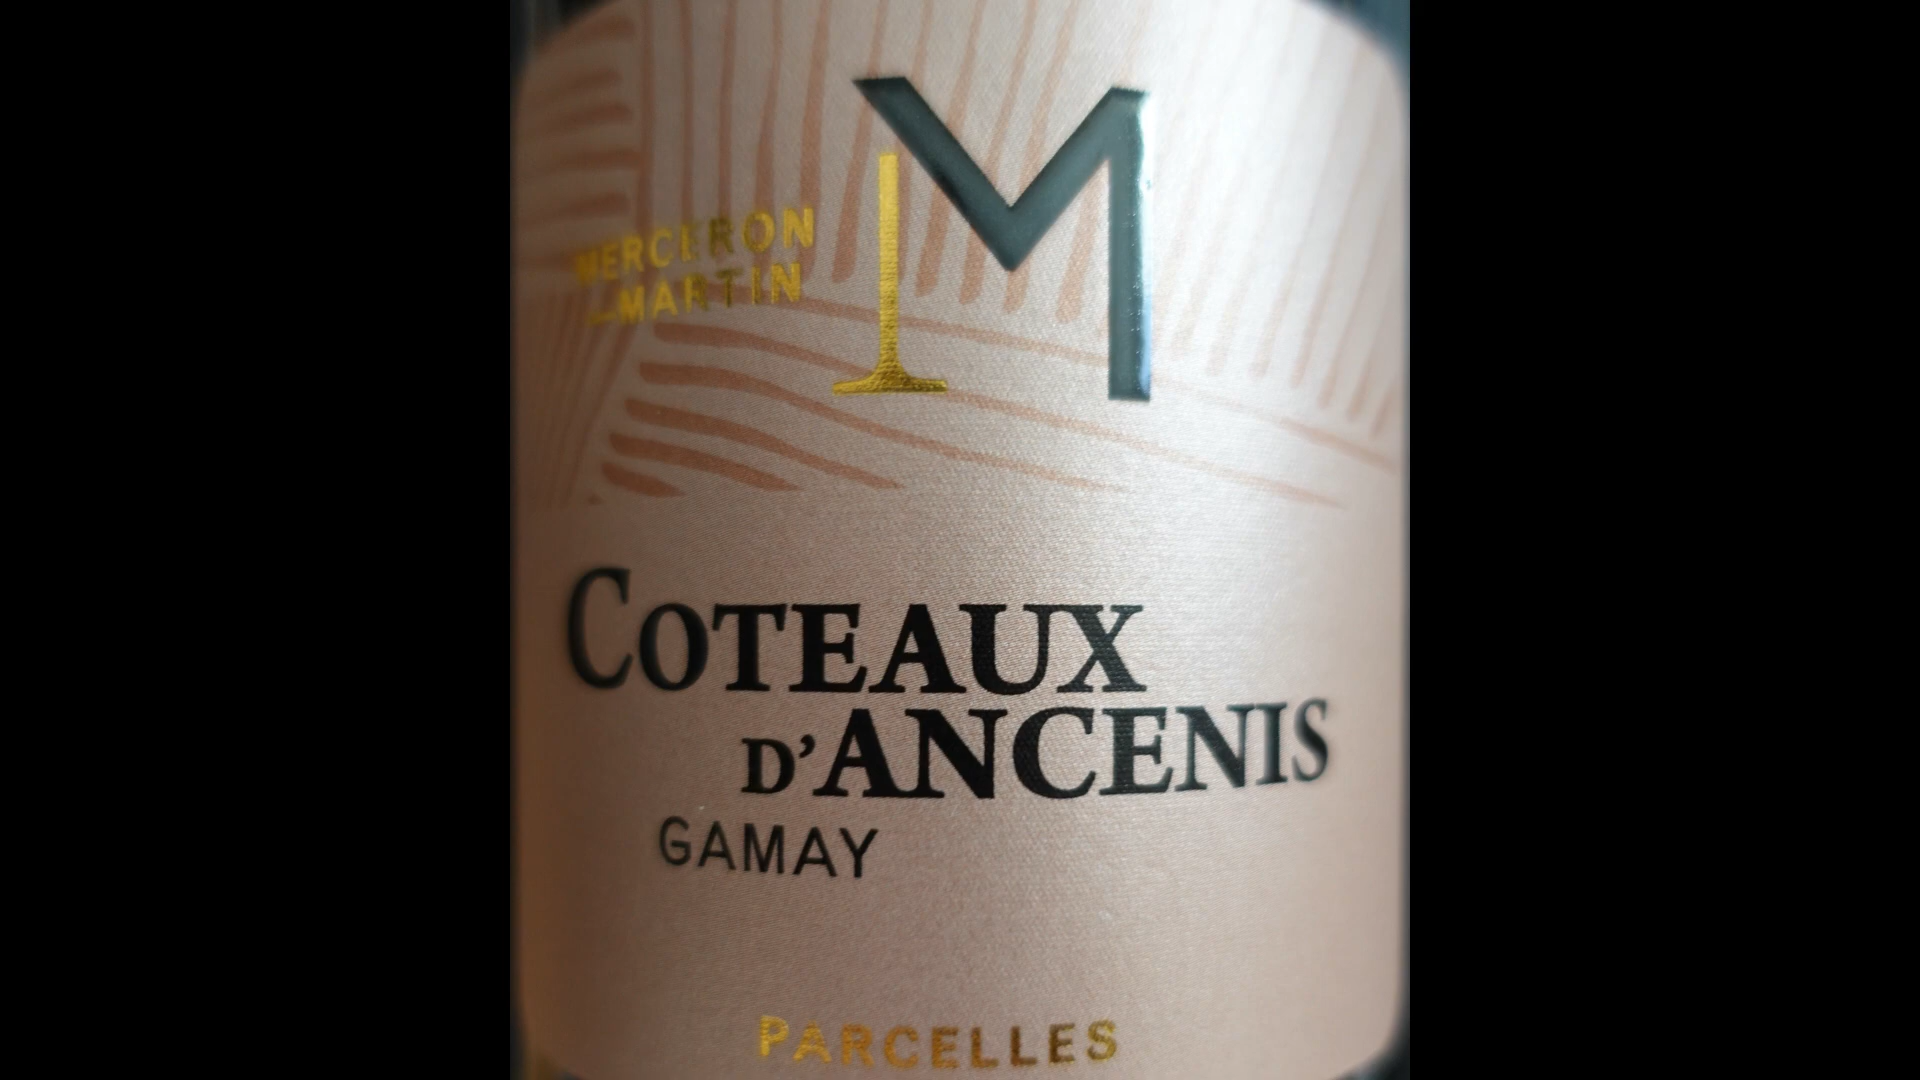 M
MERCERON
—MARTIN
COTEAUX
D'ANCENIS
GAMAY
PARCELLES